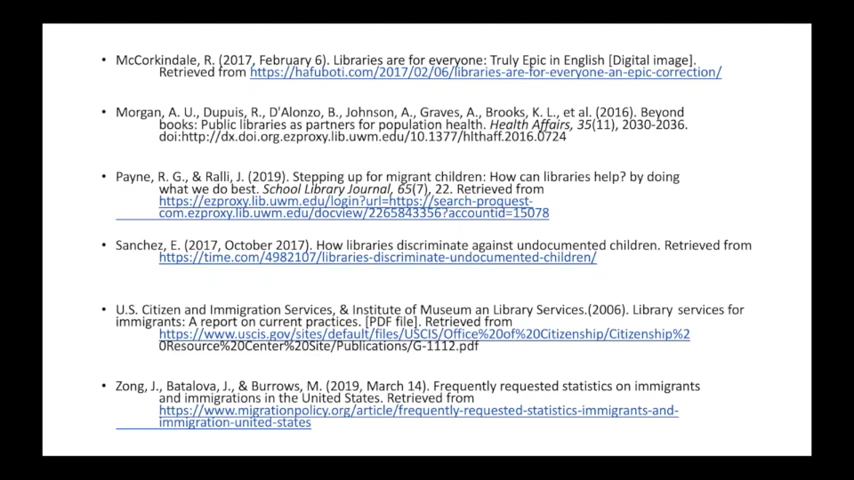 • McCorkindale, R. (2017, February 6). Libraries are for everyone: Truly Epic in English [Digital image].
Retrieved from https://hafuboti.com/2017/02/06/libraries-are-for-everyone-an-epic-correction/
• Morgan, A. U., Dupuis, R., D'Alonzo, B., Johnson, A., Graves, A., Brooks, K. L., et al. (2016). Beyond
books: Public libraries as partners for population health. Health Affairs, 35(11), 2030-2036.
doi:http://dx.doi.org.ezproxy.lib.uwm.edu/10.1377/hlthaff.2016.0724
• Payne, R. G., & Ralli, J. (2019). Stepping up for migrant children: How can libraries help? by doing
what we do best. School Library Journal, 65(7), 22. Retrieved from
https://ezproxy.lib.uwm.edu/login?url=https://search-proquest-
com.ezproxy.lib.uwm.edu/docview/2265843356?accountid=15078
• Sanchez, E. (2017, October 2017). How libraries discriminate against undocumented children. Retrieved from
https://time.com/4982107/libraries-discriminate-undocumented-children/
• U.S. Citizen and Immigration Services, & Institute of Museum an Library Services.(2006). Library services for
immigrants: A report on current practices. [PDF file]. Retrieved from
https://www.uscis.gov/sites/default/files/USCIS/Office%20of%20Citizenship/Citizenship%2
0Resource%20Center%20Site/Publications/G-1112.pdf
• Zong, J., Batalova, J., & Burrows, M. (2019, March 14). Frequently requested statistics on immigrants
and immigrations in the United States. Retrieved from
https://www.migrationpolicy.org/article/frequently-requested-statistics-immigrants-and-
immigration-united-states